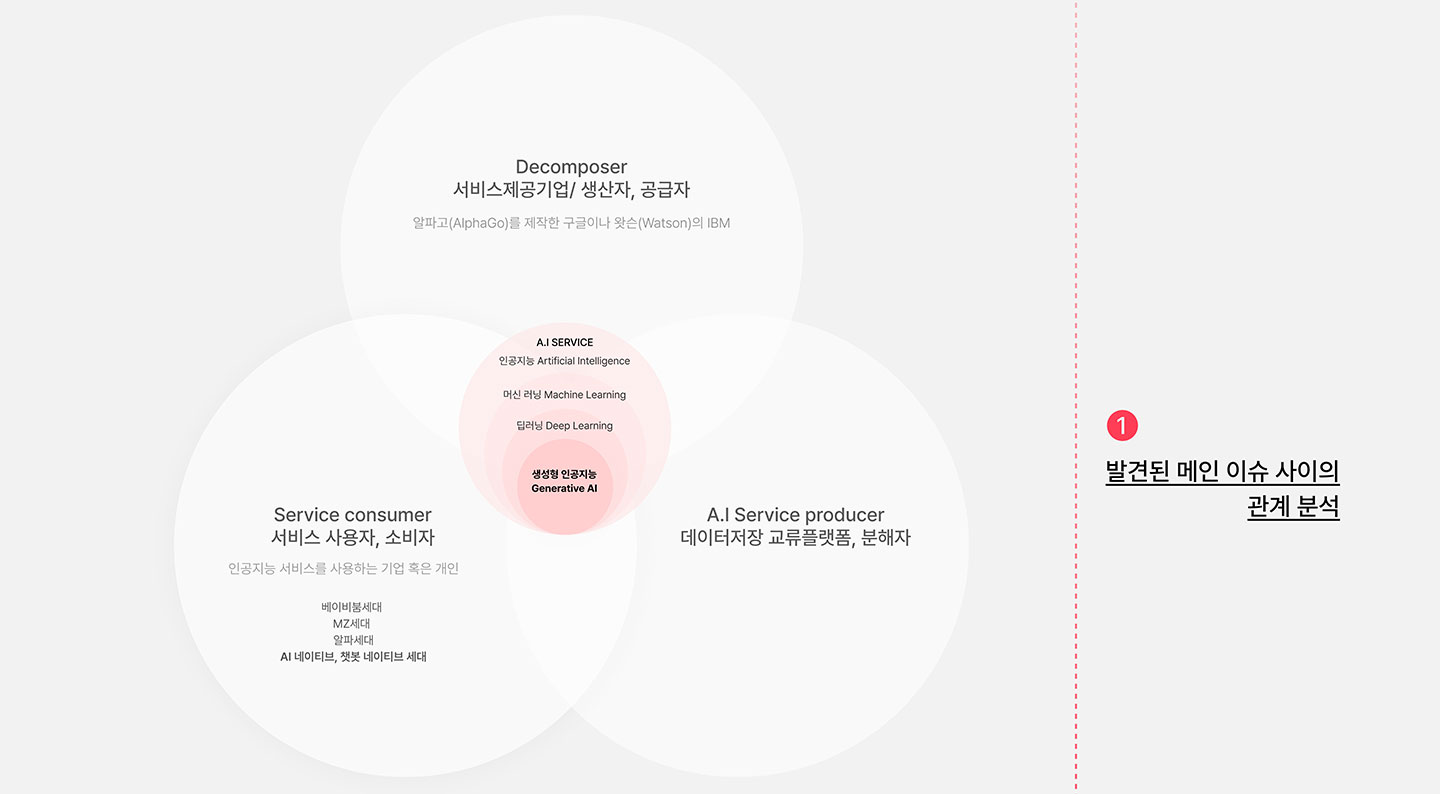 Decomposer
서비스제공기업/ 생산자, 공급자
알파고(AlphaGo)를 제작한 구글이나 왓슨(Watson)의 IBM
A.I SERVICE
인공지능 Artificial Intelligence
머신 러닝 Machine Learning
딥러닝 Deep Learning
생성형 인공지능
Generative AI
Service consumer
서비스 사용자, 소비자
인공지능 서비스를 사용하는 기업 혹은 개인
베이비붐세대
MZ세대
알파세대
AI 네이티브, 챗봇 네이티브 세대
A.I Service producer
데이터저장 교류플랫폼, 분해자
1
발견된 메인 이슈 사이의
관계 분석